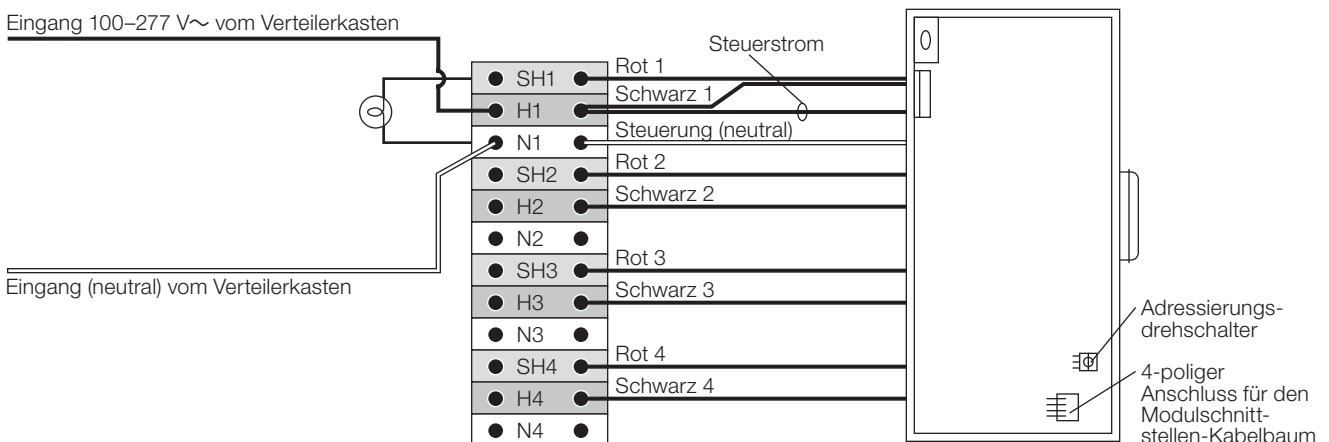 Eingang 100–277 V~ vom Verteilerkasten
Steuerstrom
SH1
Rot 1
H1
Schwarz 1
N1
Steuerung (neutral)
SH2
Rot 2
H2
Schwarz 2
N2
SH3
Rot 3
Eingang (neutral) vom Verteilerkasten
H3
Schwarz 3
N3
SH4
Rot 4
H4
Schwarz 4
N4
Adressierungs-
drehschalter
4-poliger
Anschluss für den
Modulschnitt-
stellen-Kabelbaum